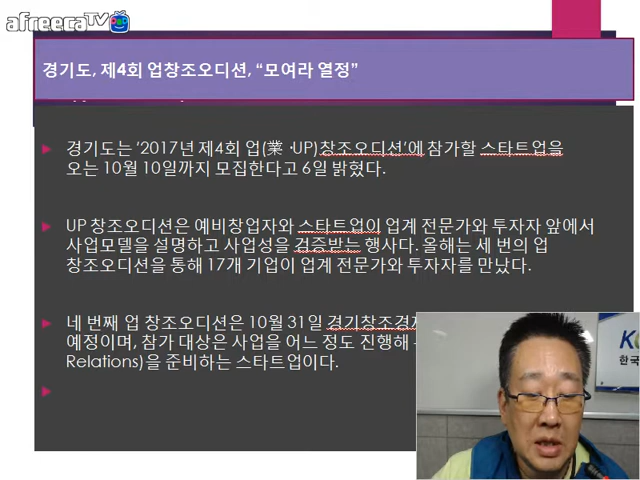 afreecaTV
경기도, 제4회 업창조오디션, “모여라 열정”
경기도는 '2017년 제4회 업(業·UP)창조오디션'에 참가할 스타트업을
오는 10월 10일까지 모집한다고 6일 밝혔다.
UP 창조오디션은 예비창업자와 스타트업이 업계 전문가와 투자자 앞에서
사업모델을 설명하고 사업성을 검증받는 행사다. 올해는 세 번의 업
창조오디션을 통해 17개 기업이 업계 전문가와 투자자를 만났다.
네 번째 업 창조오디션은 10월 31일
예정이며, 참가 대상은 사업을 어느 정도 진행해
Relations)을 준비하는 스타트업이다.
한국